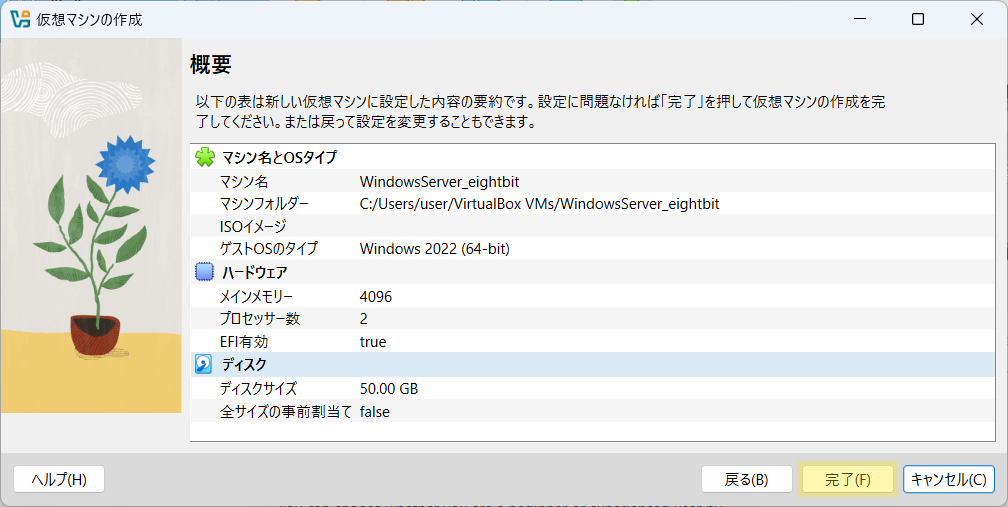 仮想マシンの作成
概要
以下の表は新しい仮想マシンに設定した内容の要約です。設定に問題なければ「完了」を押して仮想マシンの作成を完
了してください。または戻って設定を変更することもできます。
マシン名とOSタイプ
マシン名 WindowsServer_eightbit
マシンフォルダー C:/Users/user/VirtualBox VMs/WindowsServer_eightbit
ISOイメージ
ゲストOSのタイプ Windows 2022 (64-bit)
ハードウェア
メインメモリー 4096
プロセッサー数 2
EFI有効 true
ディスク
ディスクサイズ 50.00 GB
全サイズの事前割当て false
ヘルプ(H) 戻る(B) 完了(F) キャンセル(C)